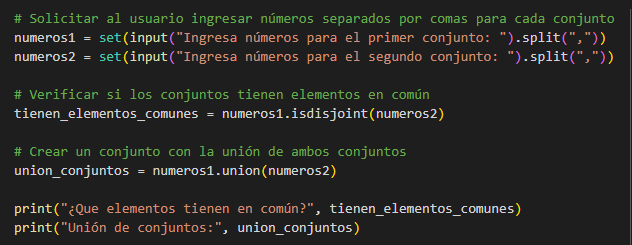 # Solicitar al usuario ingresar números separados por comas para cada conjunto
numeros1 = set(input("Ingresa números para el primer conjunto: ").split(","))
numeros2 = set(input("Ingresa números para el segundo conjunto: ").split(","))
# Verificar si los conjuntos tienen elementos en común
tienen_elementos_comunes = numeros1.isdisjoint(numeros2)
# Crear un conjunto con la unión de ambos conjuntos
union_conjuntos = numeros1.union(numeros2)
print("¿Que elementos tienen en común?", tienen_elementos_comunes)
print("Unión de conjuntos:", union_conjuntos)